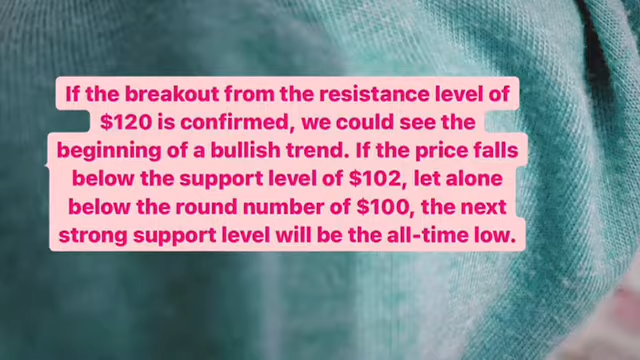 If the breakout from the resistance level of
$120 is confirmed, we could see the
beginning of a bullish trend. If the price falls
below the support level of $102, let alone
below the round number of $100, the next
strong support level will be the all-time low.